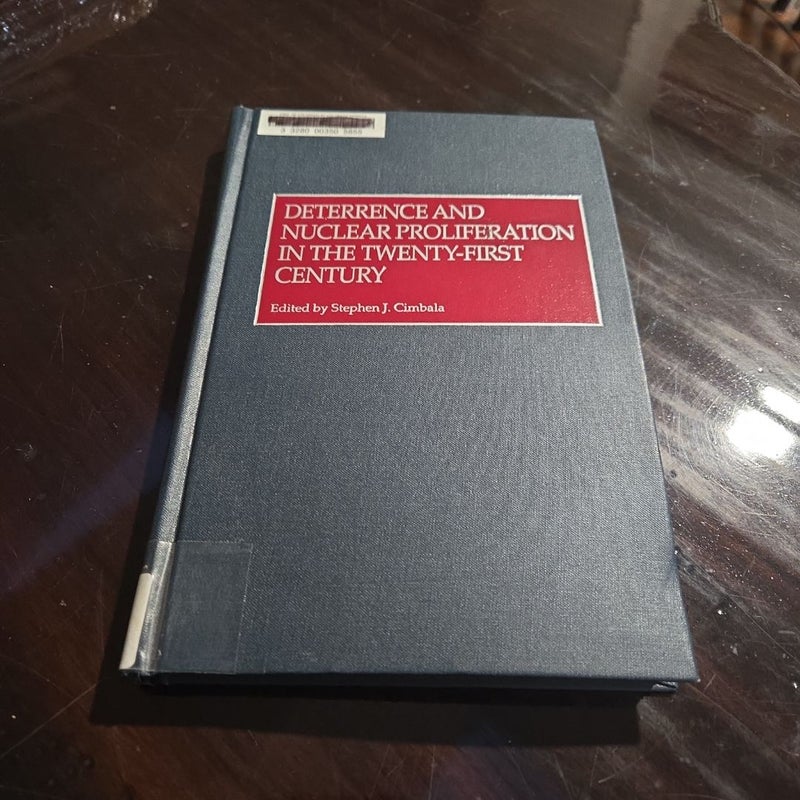 3 3280 00350 5855
DETERRENCE AND
NUCLEAR PROLIFERATION
IN THE TWENTY-FIRST
CENTURY
Edited by Stephen J. Cimbala